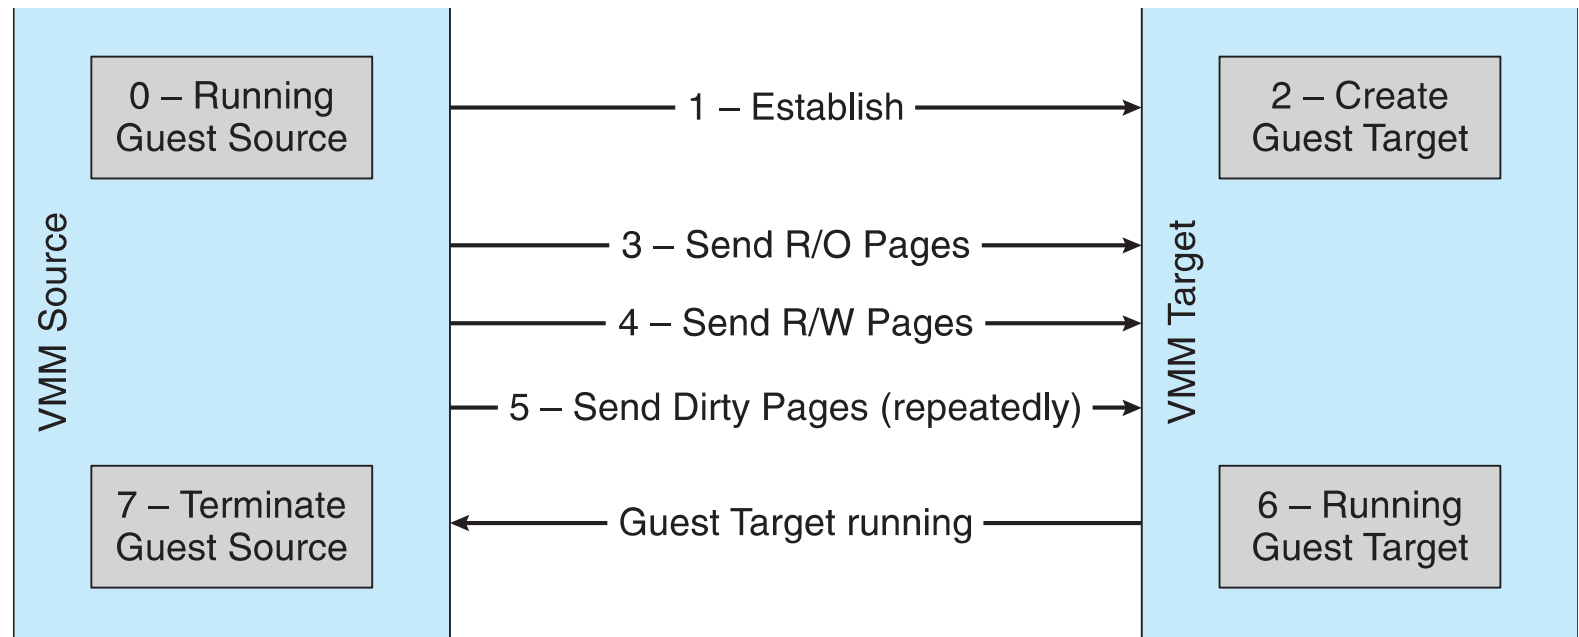 0 – Running
Guest Source
1 – Establish
2 – Create
Guest Target
VMM Source
3 – Send R/O Pages
4 – Send R/W Pages
5 – Send Dirty Pages (repeatedly)
VMM Target
7 – Terminate
Guest Source
Guest Target running
6 – Running
Guest Target